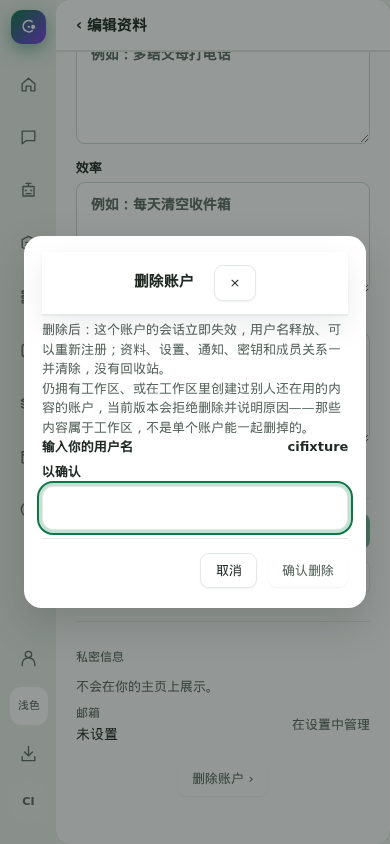 ‹ 编辑资料
例如：多给父母打电话
效率
例如：每天清空收件箱
删除账户
×
删除后：这个账户的会话立即失效，用户名释放、可
以重新注册；资料、设置、通知、密钥和成员关系一
并清除，没有回收站。
仍拥有工作区、或在工作区里创建过别人还在用的内
容的账户，当前版本会拒绝删除并说明原因——那些
内容属于工作区，不是单个账户能一起删掉的。
输入你的用户名 cifixture
以确认
取消 确认删除
私密信息
不会在你的主页上展示。
邮箱
未设置
在设置中管理
删除账户 ›
浅色
CI